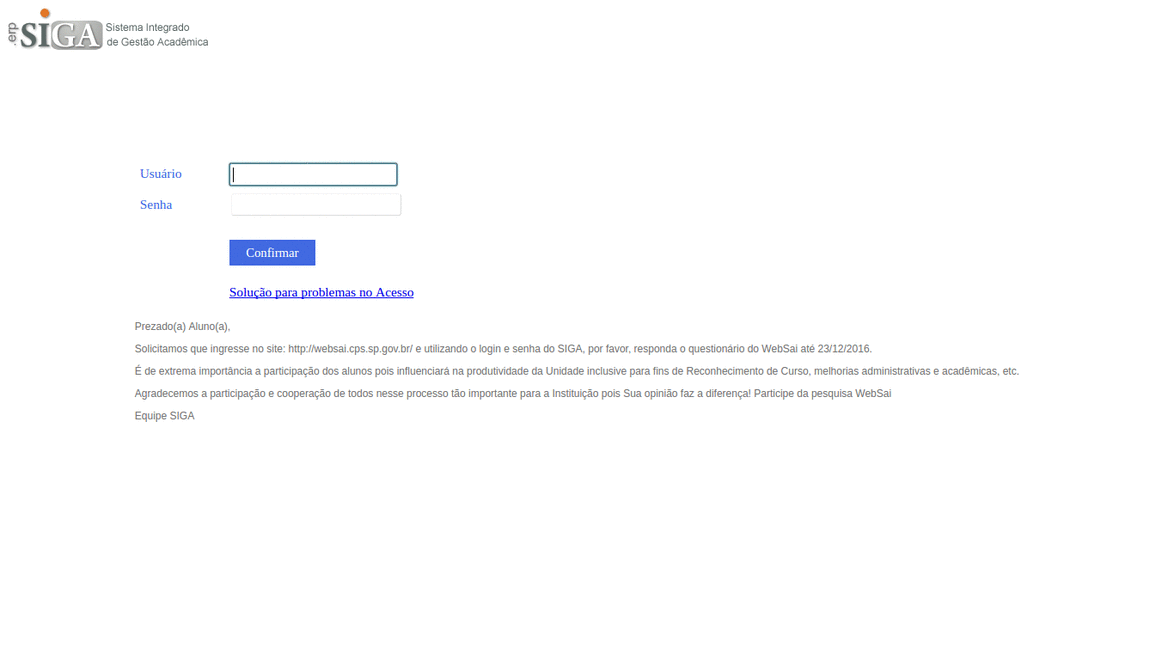 .erp SIGA Sistema Integrado
de Gestão Acadêmica
Usuário
Senha
Confirmar
Solução para problemas no Acesso
Prezado(a) Aluno(a),
Solicitamos que ingresse no site: http://websai.cps.sp.gov.br/ e utilizando o login e senha do SIGA, por favor, responda o questionário do WebSai até 23/12/2016.
É de extrema importância a participação dos alunos pois influenciará na produtividade da Unidade inclusive para fins de Reconhecimento de Curso, melhorias administrativas e acadêmicas, etc.
Agradecemos a participação e cooperação de todos nesse processo tão importante para a Instituição pois Sua opinião faz a diferença! Participe da pesquisa WebSai
Equipe SIGA